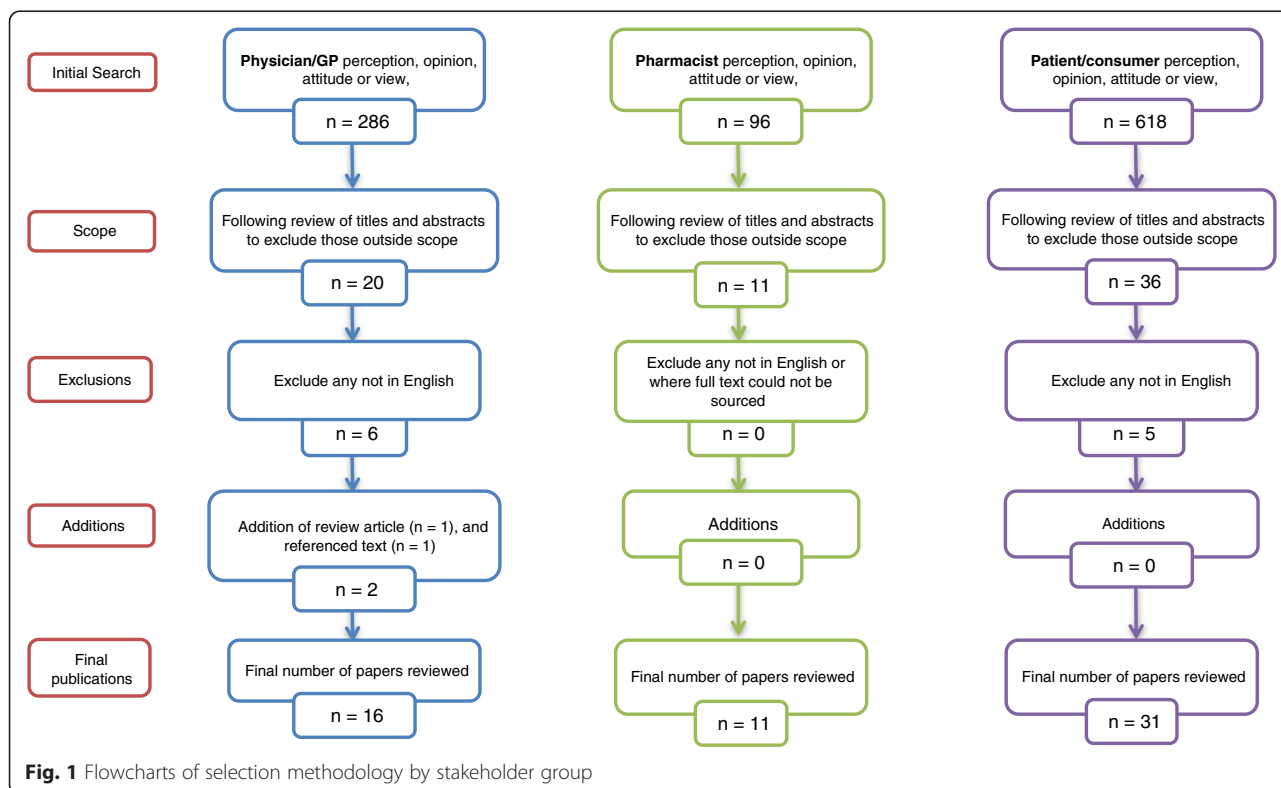 Initial Search
Physician/GP perception, opinion,
attitude or view,
n = 286
Pharmacist perception, opinion,
attitude or view,
n = 96
Patient/consumer perception,
opinion, attitude or view,
n = 618
Scope
Following review of titles and abstracts
to exclude those outside scope
n = 20
Following review of titles and abstracts
to exclude those outside scope
n = 11
Following review of titles and abstracts
to exclude those outside scope
n = 36
Exclusions
Exclude any not in English
n = 6
Exclude any not in English or
where full text could not be
sourced
n = 0
Exclude any not in English
n = 5
Additions
Addition of review article (n = 1), and
referenced text (n = 1)
n = 2
Additions
n = 0
Additions
n = 0
Final
publications
Final number of papers reviewed
n = 16
Final number of papers reviewed
n = 11
Final number of papers reviewed
n = 31
Fig. 1 Flowcharts of selection methodology by stakeholder group